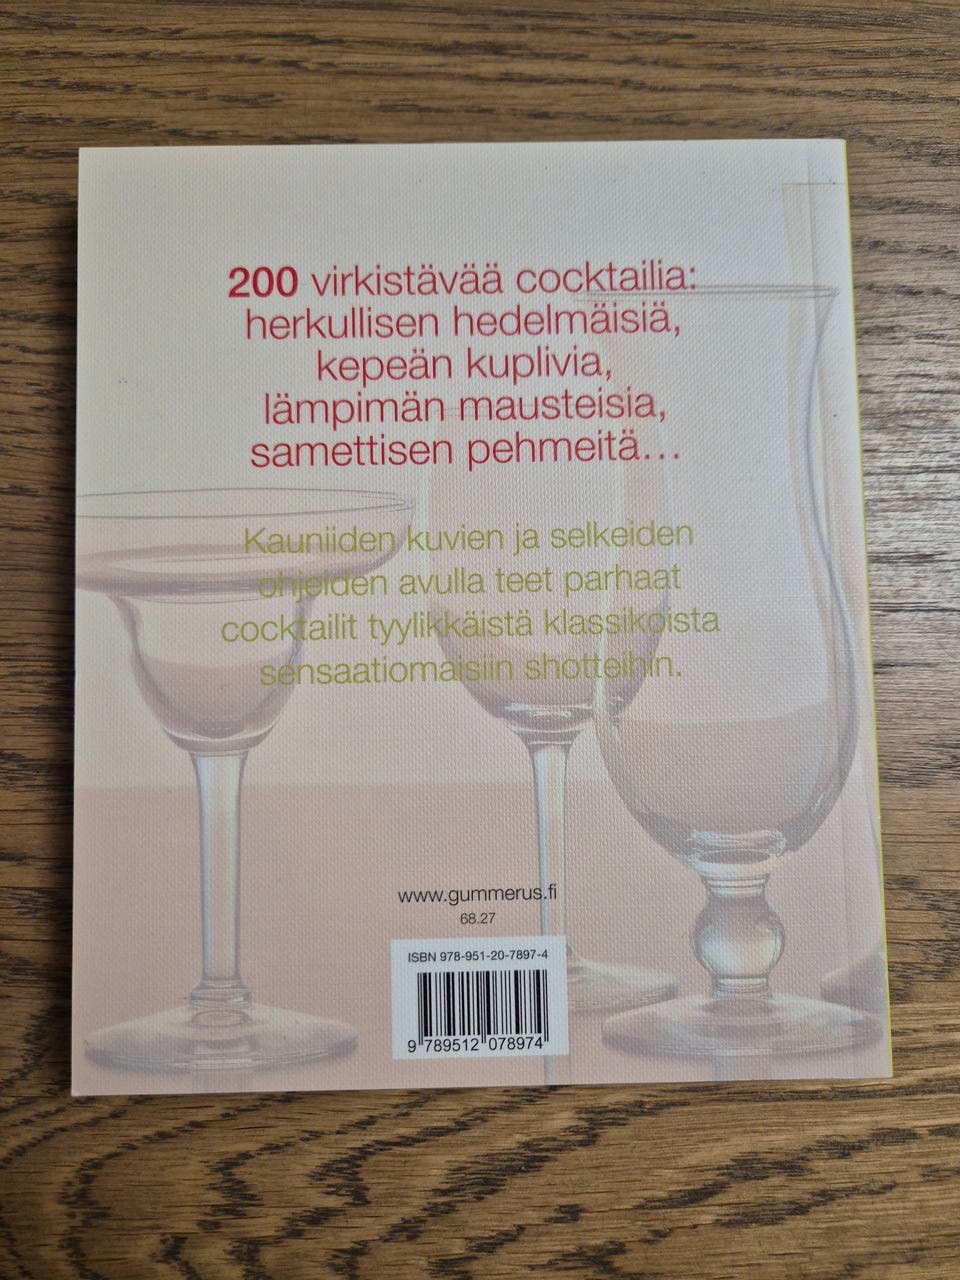 200 virkistävää cocktailia:
herkullisen hedelmäisiä,
kepeän kuplivia,
lämpimän mausteisia,
samettisen pehmeitä...
Kauniiden kuvien ja selkeiden
ohjeiden avulla teet parhaat
cocktailit tyylikkäistä klassikoista
sensaatiomaisiin shotteihin.
www.gummerus.fi
68.27
ISBN 978-951-20-7897-4
9 789512 078974